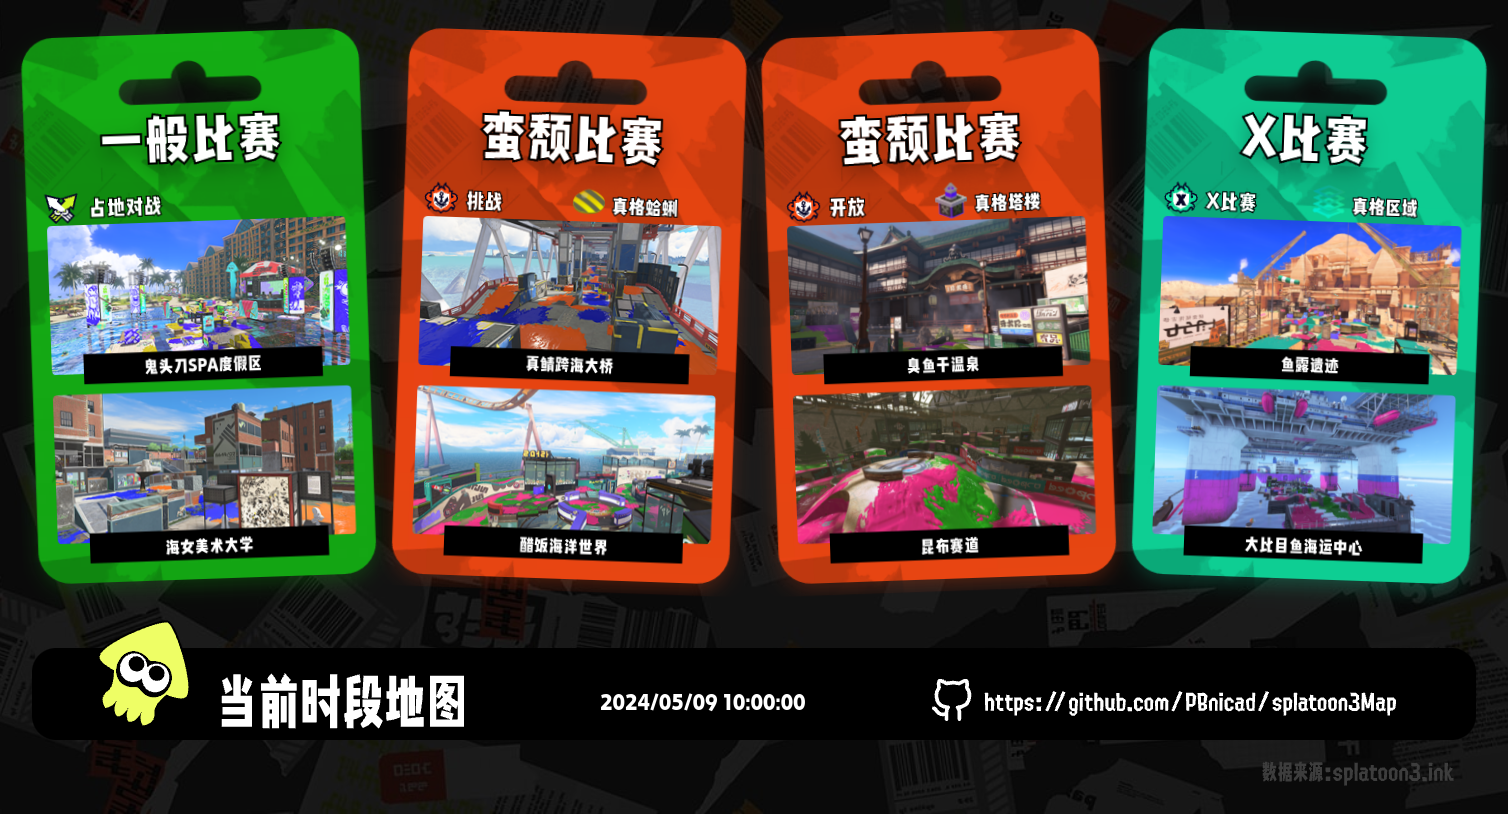 一般比赛
占地对战
鬼头刀SPA度假区
海女美术大学
蛮颓比赛
挑战
真格蛤蜊
真鲭跨海大桥
醋饭海洋世界
蛮颓比赛
开放
真格塔楼
臭鱼干温泉
昆布赛道
X比赛
X比赛
真格区域
鱼露遗迹
大比目鱼海运中心
当前时段地图
2024/05/09 10:00:00
https://github.com/PBnicad/splatoon3Map
数据来源:splatoon3.ink